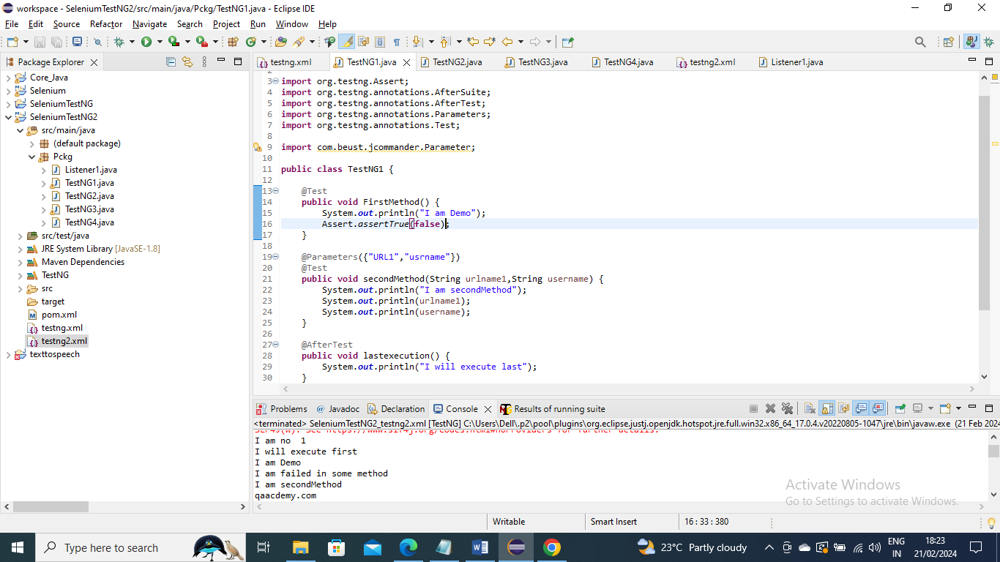 workspace - SeleniumTestNG2/src/main/java/Pckg/TestNG1.java - Eclipse IDE
File Edit Source Refactor Navigate Search Project Run Window Help
Package Explorer
Core_Java
Selenium
SeleniumTestNG
SeleniumTestNG2
src/main/java
(default package)
Pckg
Listener1.java
TestNG1.java
TestNG2.java
TestNG3.java
TestNG4.java
src/test/java
JRE System Library [JavaSE-1.8]
Maven Dependencies
TestNG
src
target
pom.xml
testng.xml
testng2.xml
texttospeech
testng.xml TestNG1.java TestNG2.java TestNG3.java TestNG4.java testng2.xml Listener1.java
2
3 import org.testng.Assert;
4 import org.testng.annotations.AfterSuite;
5 import org.testng.annotations.AfterTest;
6 import org.testng.annotations.Parameters;
7 import org.testng.annotations.Test;
8
9 import com.beust.jcommander.Parameter;
10
11 public class TestNG1 {
12
13 @Test
14 public void FirstMethod() {
15 System.out.println("I am Demo");
16 Assert.assertTrue(false);
17 }
18
19 @Parameters({"URL1","usrname"})
20 @Test
21 public void secondMethod(String urlname1,String username) {
22 System.out.println("I am secondMethod");
23 System.out.println(urlname1);
24 System.out.println(username);
25 }
26
27 @AfterTest
28 public void lastexecution() {
29 System.out.println("I will execute last");
30 }
Problems @ Javadoc Declaration Console Results of running suite
<terminated> SeleniumTestNG2_testng2.xml [TestNG] C:\Users\Dell\.p2\pool\plugins\org.eclipse.justj.openjdk.hotspot.jre.full.win32.x86_64_17.0.4.v20220805-1047\jre\bin\javaw.exe (21 Feb 2024
SLF4J(W): See https://www.slf4j.org/codes.html#noProviders for further details.
I am no  1
I will execute first
I am Demo
I am failed in some method
I am secondMethod
qaacdemy.com
Activate Windows
Go to Settings to activate Windows.
Writable Smart Insert 16 : 33 : 380
Type here to search
23°C Partly cloudy
ENG
IN
18:23
21/02/2024